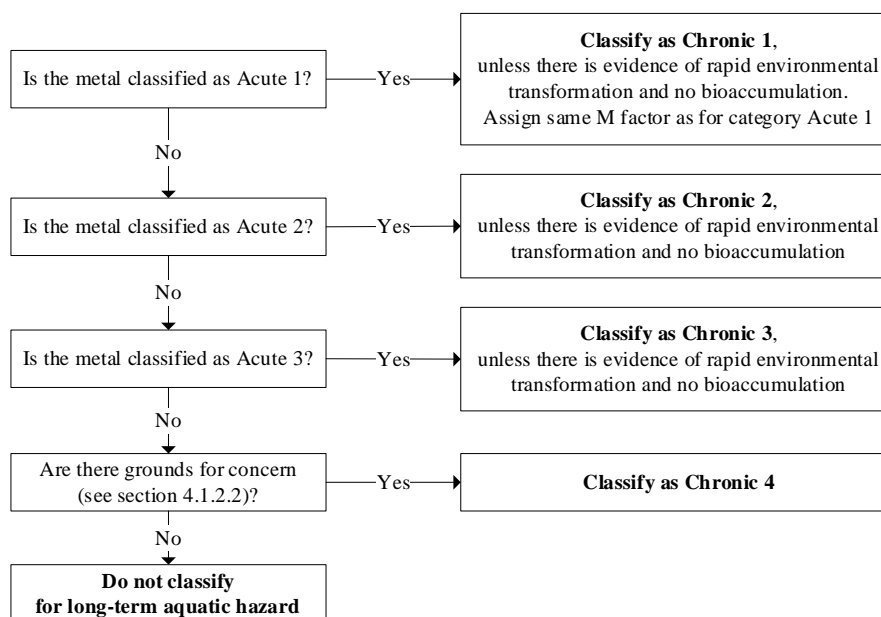 Is the metal classified as Acute 1?
Yes
Classify as Chronic 1,
unless there is evidence of rapid environmental
transformation and no bioaccumulation.
Assign same M factor as for category Acute 1
No
Is the metal classified as Acute 2?
Yes
Classify as Chronic 2,
unless there is evidence of rapid environmental
transformation and no bioaccumulation
No
Is the metal classified as Acute 3?
Yes
Classify as Chronic 3,
unless there is evidence of rapid environmental
transformation and no bioaccumulation
No
Are there grounds for concern
(see section 4.1.2.2)?
Yes
Classify as Chronic 4
No
Do not classify
for long-term aquatic hazard